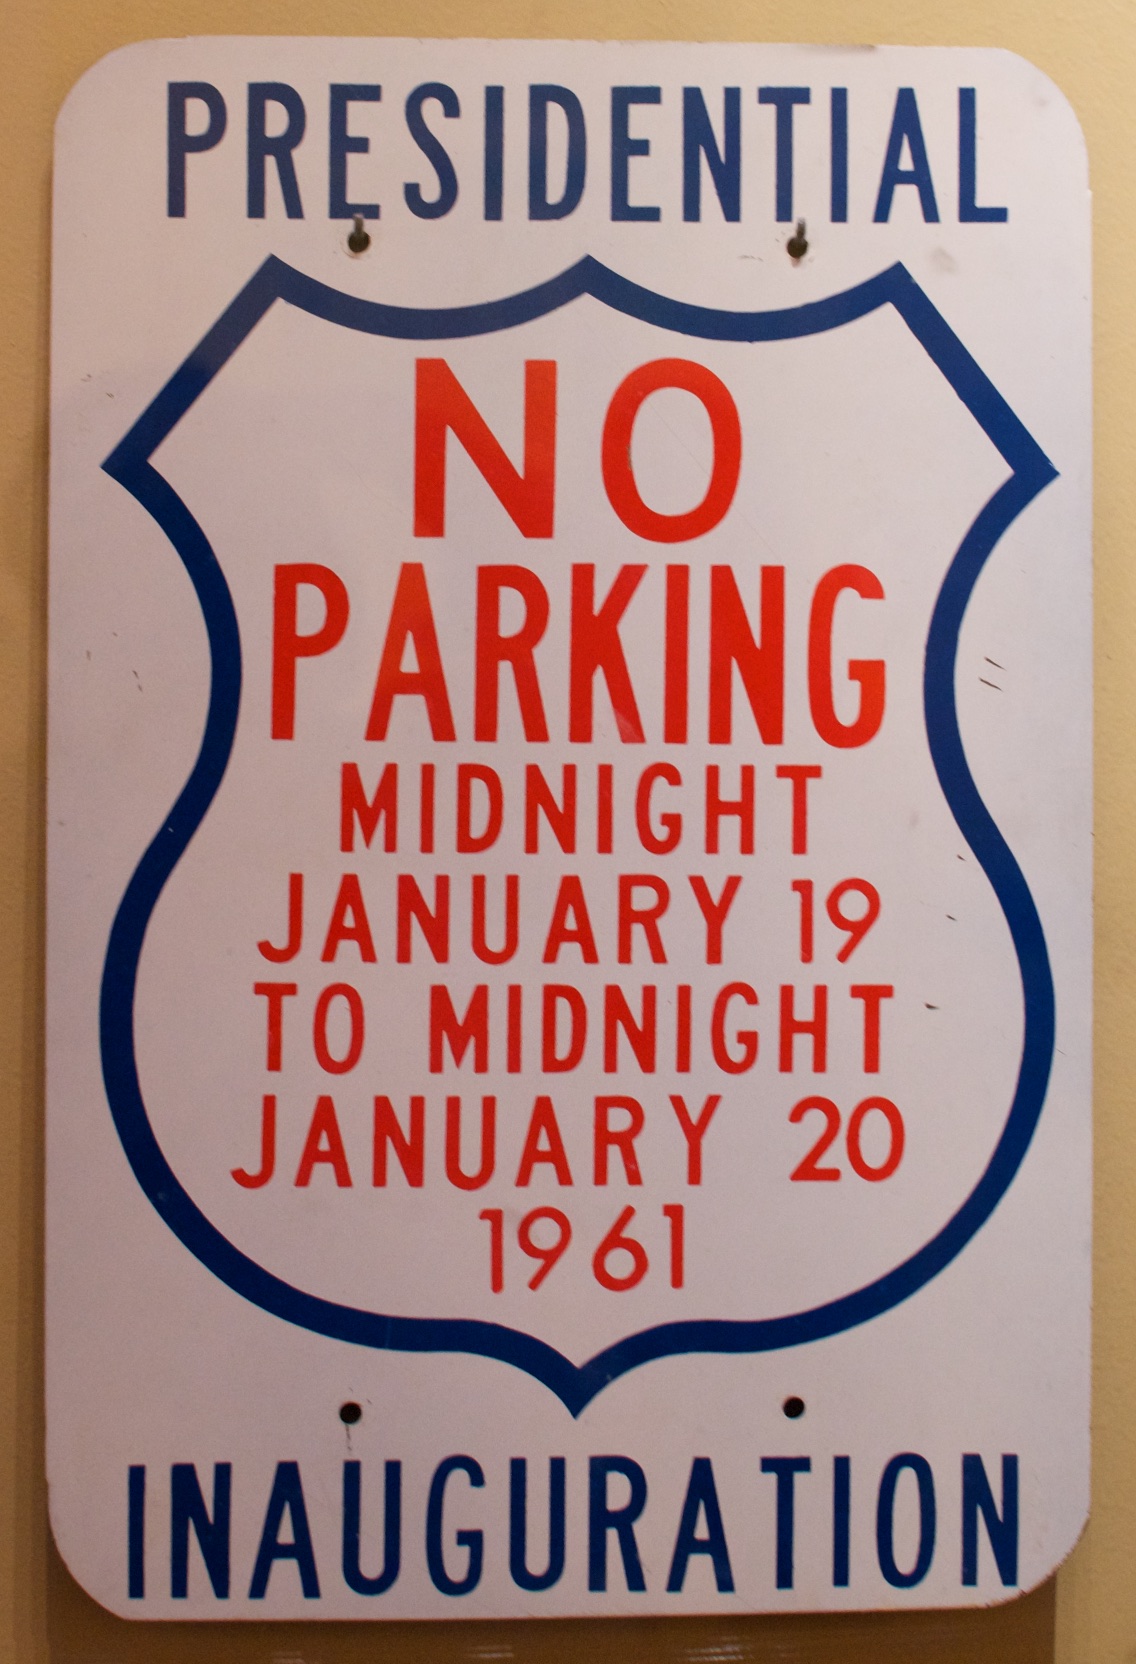 PRESIDENTIAL
NO
PARKING
MIDNIGHT
JANUARY 19
TO MIDNIGHT
JANUARY 20
1961
INAUGURATION